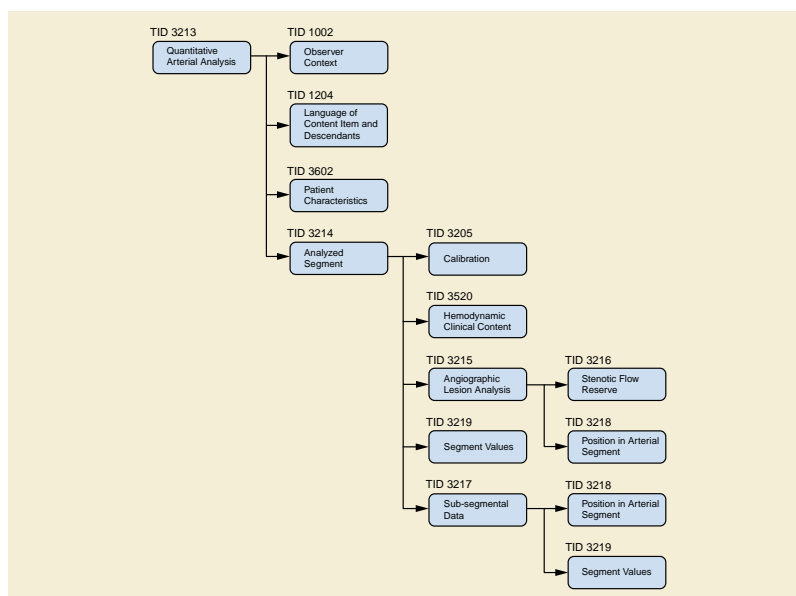 TID 3213
Quantitative
Arterial Analysis
TID 1002
Observer
Context
TID 1204
Language of
Content Item and
Descendants
TID 3602
Patient
Characteristics
TID 3214
Analyzed
Segment
TID 3205
Calibration
TID 3520
Hemodynamic
Clinical Content
TID 3215
Angiographic
Lesion Analysis
TID 3216
Stenotic Flow
Reserve
TID 3218
Position in Arterial
Segment
TID 3219
Segment Values
TID 3217
Sub-segmental
Data
TID 3218
Position in Arterial
Segment
TID 3219
Segment Values